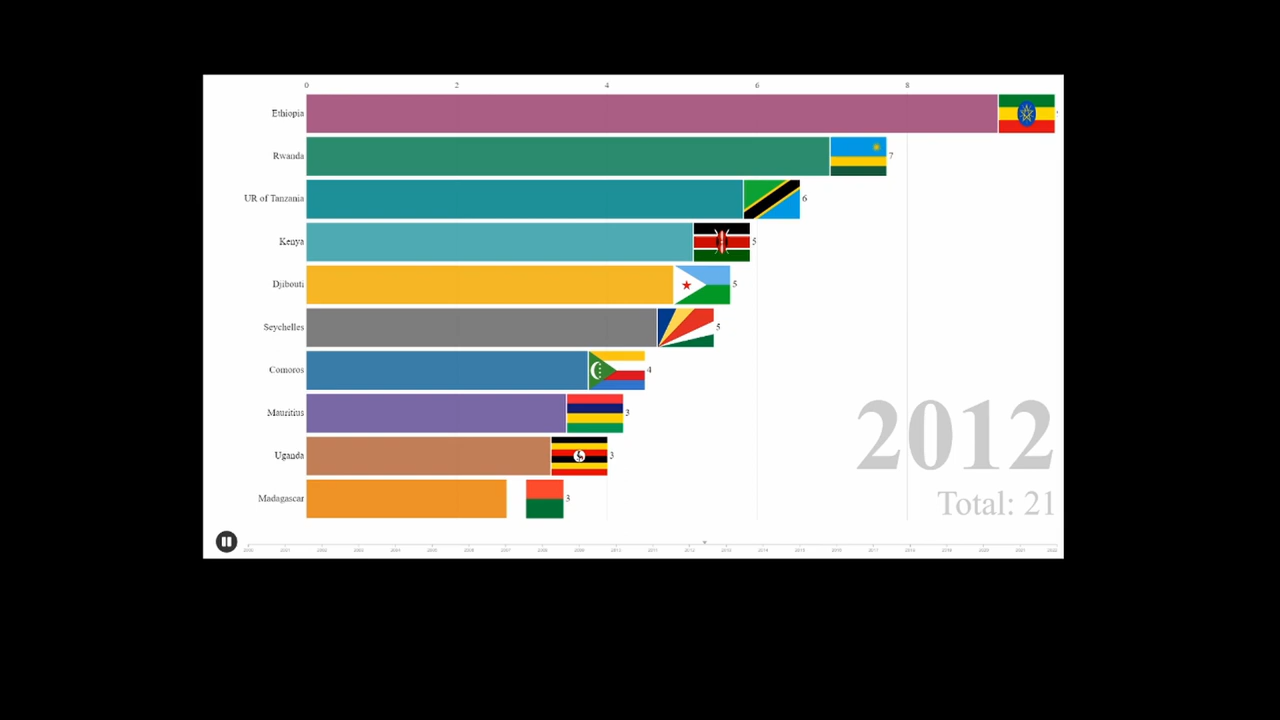 0 2 4 6 8
Ethiopia
Rwanda 7
UR of Tanzania 6
Kenya 5
Djibouti 5
Seychelles 5
Comoros 4
Mauritius 3
Uganda 3
Madagascar 3
2012
Total: 21